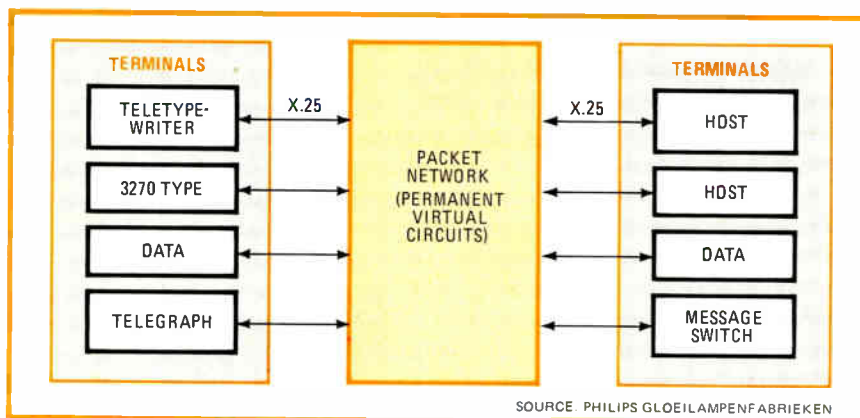 TERMINALS
TELETYPE-
WRITER
3270 TYPE
DATA
TELEGRAPH
X.25
PACKET
NETWORK
(PERMANENT
VIRTUAL
CIRCUITS)
X.25
TERMINALS
HOST
HOST
DATA
MESSAGE
SWITCH
SOURCE. PHILIPS GLOEILAMPENFABRIEKEN